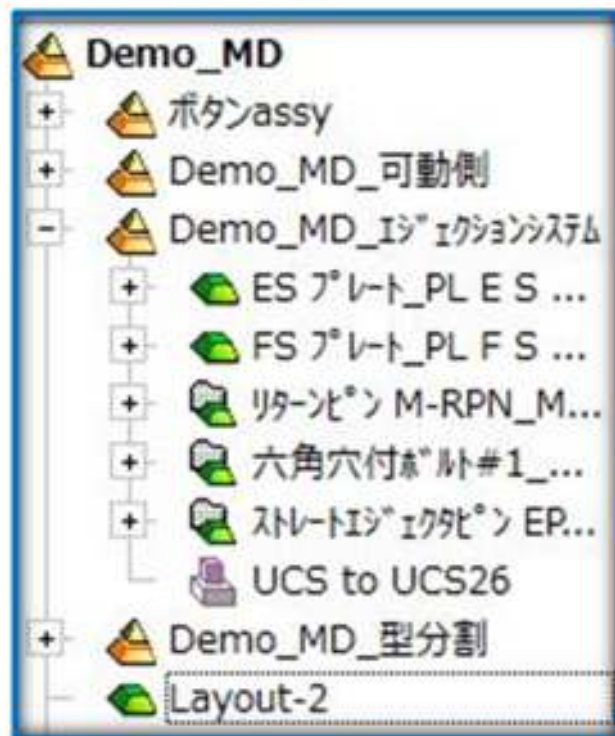 Demo_MD
ﾎﾞﾀﾝassy
Demo_MD_可動側
Demo_MD_ｴｼﾞｪｸｼｮﾝｼｽﾃﾑ
ES ﾌﾟﾚｰﾄ_PL E S ...
FS ﾌﾟﾚｰﾄ_PL F S ...
ﾘﾀｰﾝﾋﾟﾝ M-RPN_M...
六角穴付ﾎﾞﾙﾄ#1_...
ｽﾄﾚｰﾄｴｼﾞｪｸﾀﾋﾟﾝ EP...
UCS to UCS26
Demo_MD_型分割
Layout-2